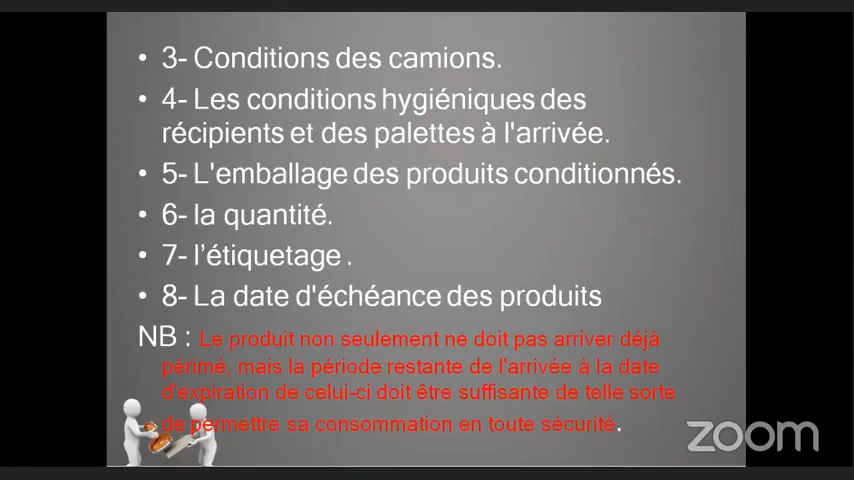 • 3- Conditions des camions.
• 4- Les conditions hygiéniques des
récipients et des palettes à l'arrivée.
• 5- L'emballage des produits conditionnés.
• 6- la quantité.
• 7- l’étiquetage .
• 8- La date d'échéance des produits
NB : Le produit non seulement ne doit pas arriver déjà
périmé, mais la période restante de l'arrivée à la date
d'expiration de celui-ci doit être suffisante de telle sorte
de permettre sa consommation en toute sécurité.
zoom